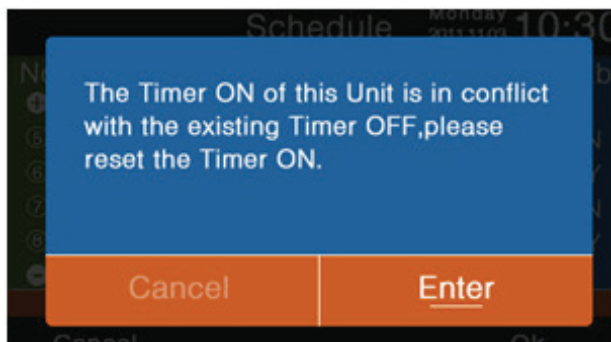 Schedule
Monday
2011.11.03
10:30
The Timer ON of this Unit is in conflict
with the existing Timer OFF,please
reset the Timer ON.
Cancel
Enter
Cancel
Ok